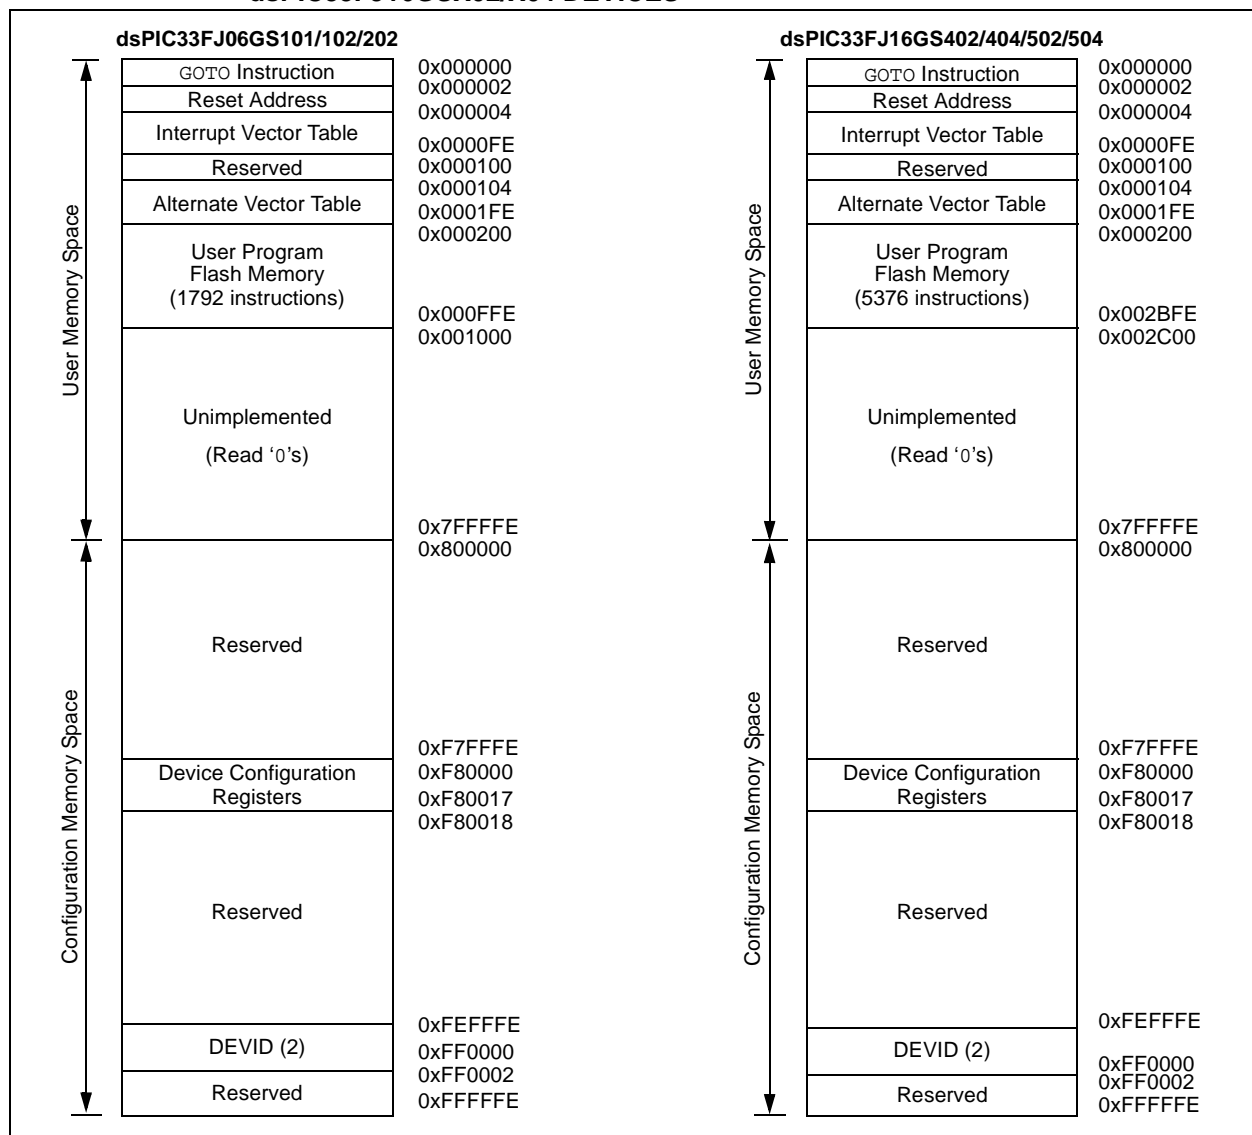 dsPIC33FJ06GS101/102/202
GOTO Instruction
0x000000
0x000002
Reset Address
0x000004
Interrupt Vector Table
0x0000FE
Reserved
0x000100
0x000104
Alternate Vector Table
0x0001FE
0x000200
User Program
Flash Memory
(1792 instructions)
0x000FFE
0x001000
Unimplemented
(Read ‘0’s)
0x7FFFFE
0x800000
User Memory Space
Reserved
0xF7FFFE
Device Configuration
Registers
0xF80000
0xF80017
0xF80018
Reserved
0xFEFFFE
DEVID (2)
0xFF0000
0xFF0002
Reserved
0xFFFFFE
Configuration Memory Space
dsPIC33FJ16GS402/404/502/504
GOTO Instruction
0x000000
0x000002
Reset Address
0x000004
Interrupt Vector Table
0x0000FE
Reserved
0x000100
0x000104
Alternate Vector Table
0x0001FE
0x000200
User Program
Flash Memory
(5376 instructions)
0x002BFE
0x002C00
Unimplemented
(Read ‘0’s)
0x7FFFFE
0x800000
User Memory Space
Reserved
0xF7FFFE
Device Configuration
Registers
0xF80000
0xF80017
0xF80018
Reserved
0xFEFFFE
DEVID (2)
0xFF0000
0xFF0002
Reserved
0xFFFFFE
Configuration Memory Space